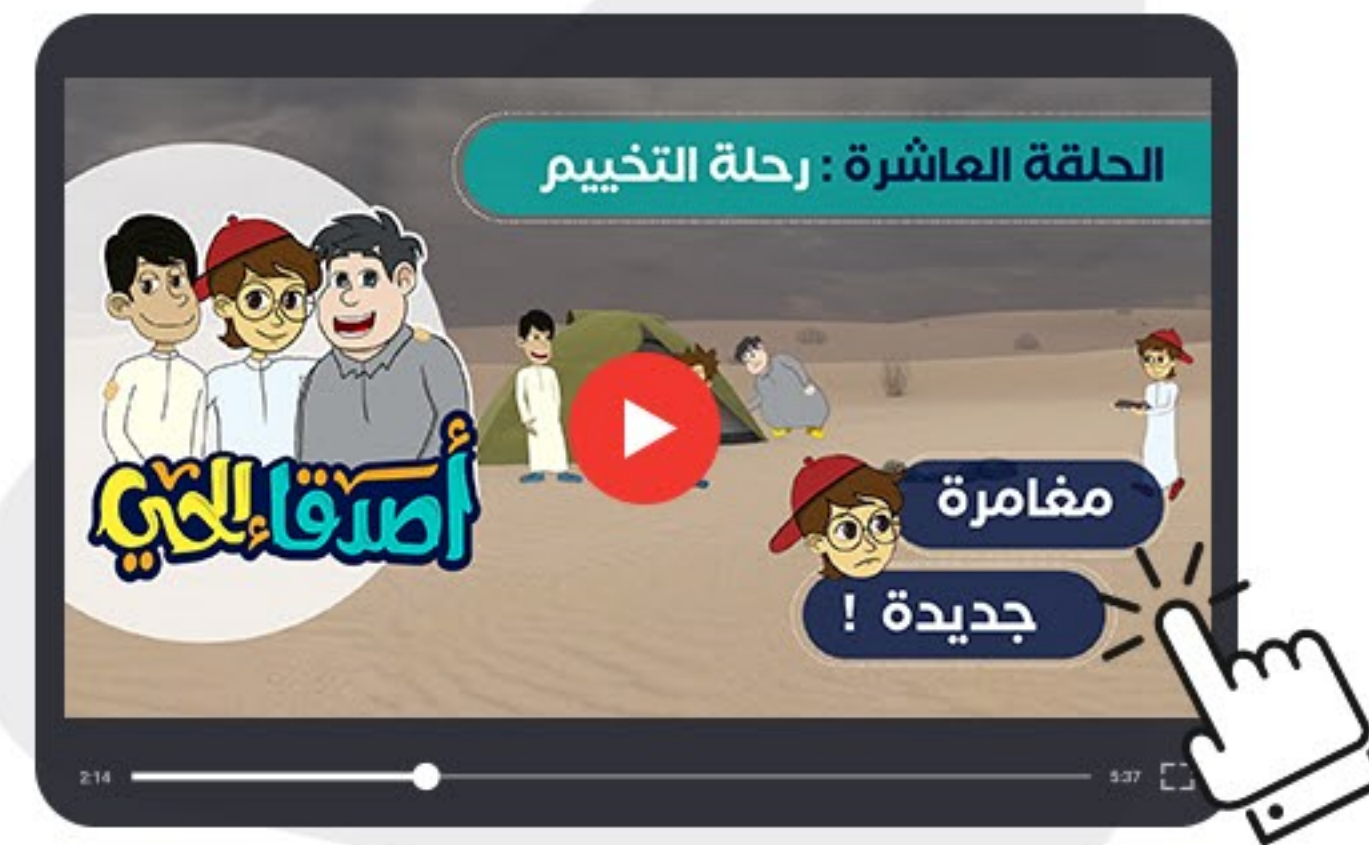 الحلقة العاشرة : رحلة التخييم
أصدقاء الحي
مغامرة
جديدة !
2:14
5:37